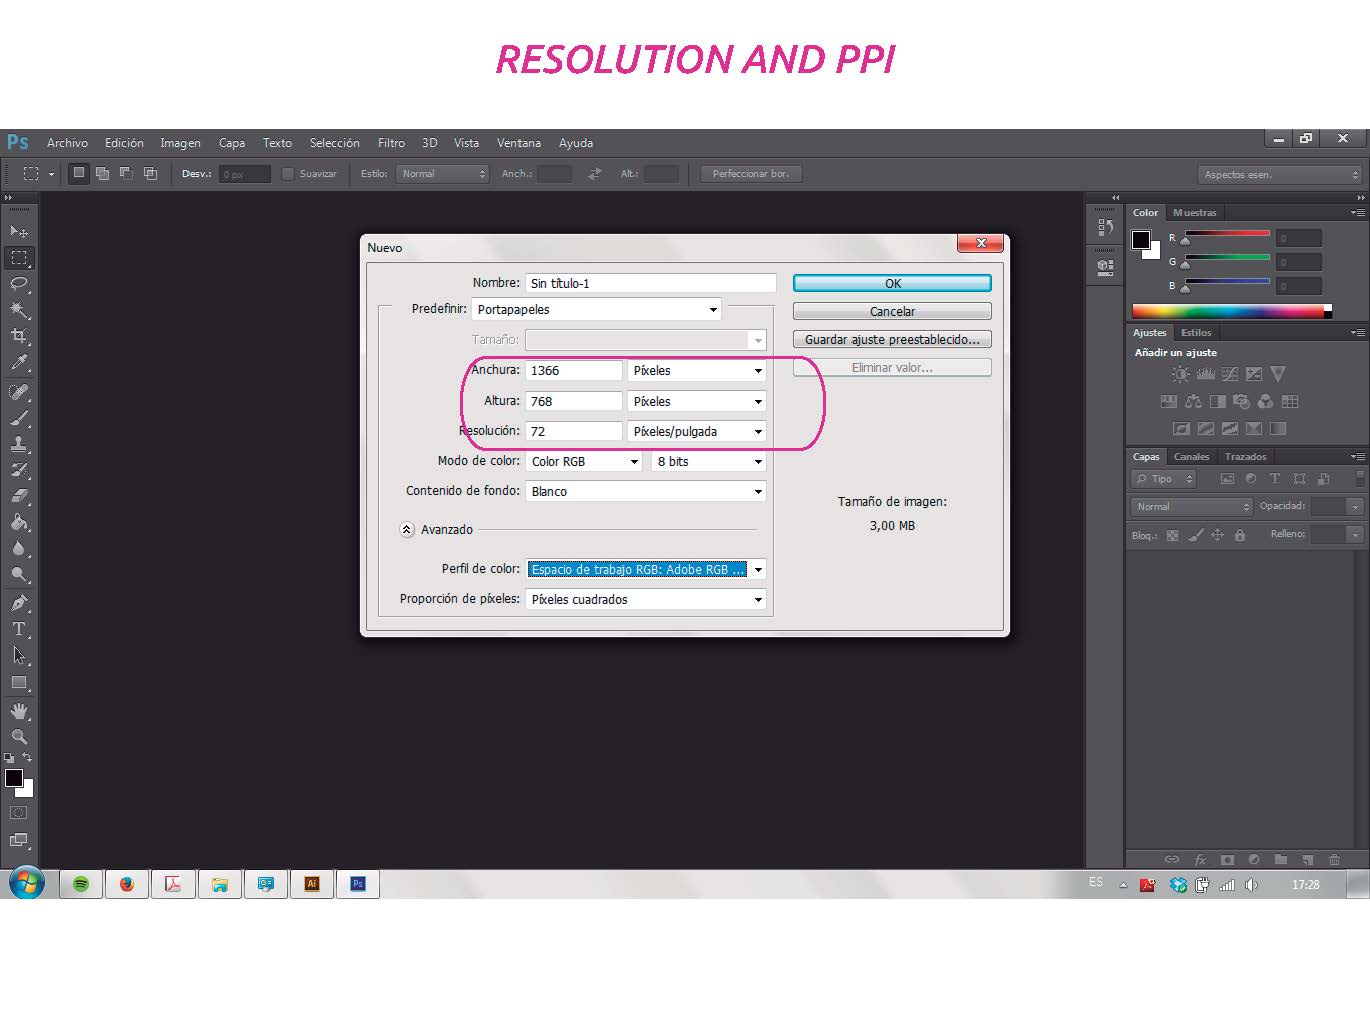 RESOLUTION AND PPI
Ps Archivo Edición Imagen Capa Texto Selección Filtro 3D Vista Ventana Ayuda
Desv.: 0 px Suavizar Estilo: Normal Anch.: Alt.: Perfeccionar bor. Aspectos esen.
Color Muestras
R 0
G 0
B 0
Nuevo
Nombre: Sin título-1 OK
Predefinir: Portapapeles Cancelar
Tamaño: Guardar ajuste preestablecido...
Anchura: 1366 Píxeles Eliminar valor...
Altura: 768 Píxeles
Resolución: 72 Píxeles/pulgada
Modo de color: Color RGB 8 bits
Contenido de fondo: Blanco
Tamaño de imagen:
3,00 MB
Avanzado
Perfil de color: Espacio de trabajo RGB: Adobe RGB ...
Proporción de píxeles: Píxeles cuadrados
Ajustes Estilos
Añadir un ajuste
Capas Canales Trazados
Tipo
Normal Opacidad:
Bloq.: Relleno:
T
fx
Ai Ps ES 17:28